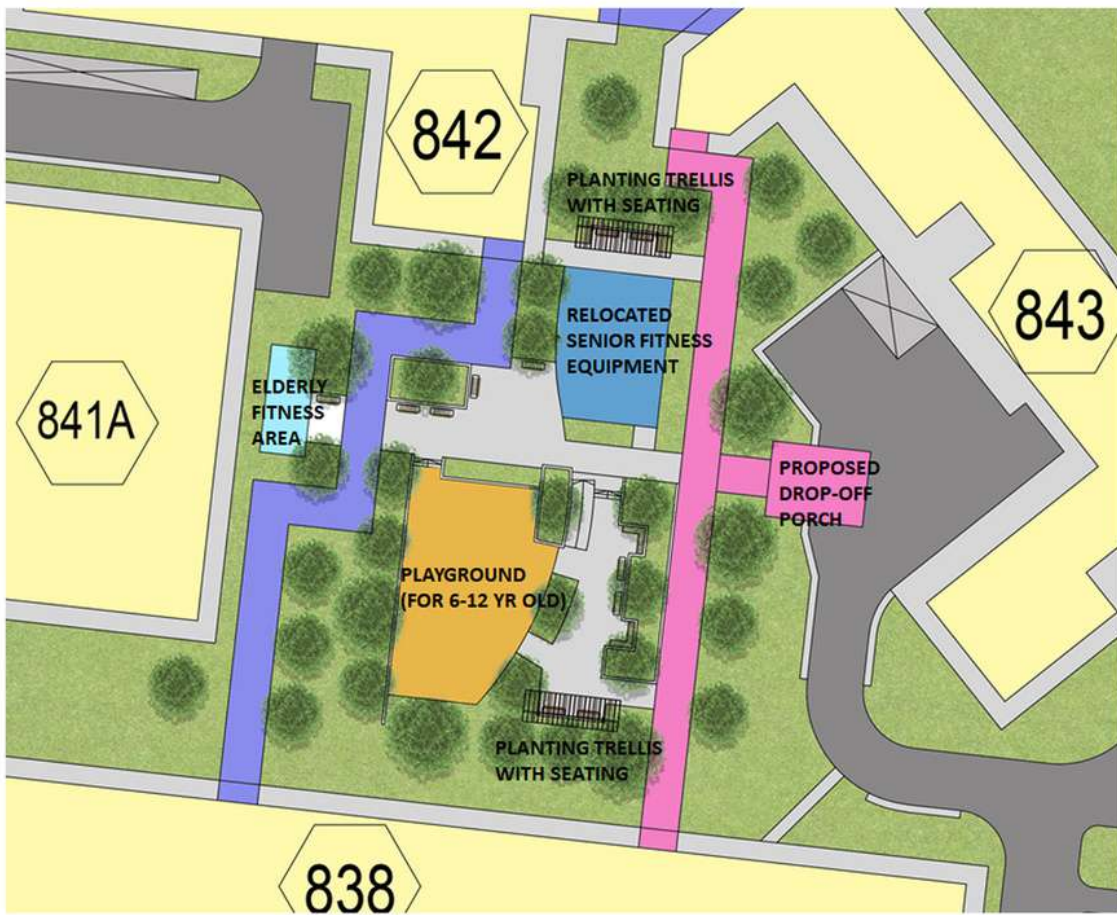 842
PLANTING TRELLIS
WITH SEATING
843
RELOCATED
SENIOR FITNESS
EQUIPMENT
841A
ELDERLY
FITNESS
AREA
PROPOSED
DROP-OFF
PORCH
PLAYGROUND
(FOR 6-12 YR OLD)
PLANTING TRELLIS
WITH SEATING
838